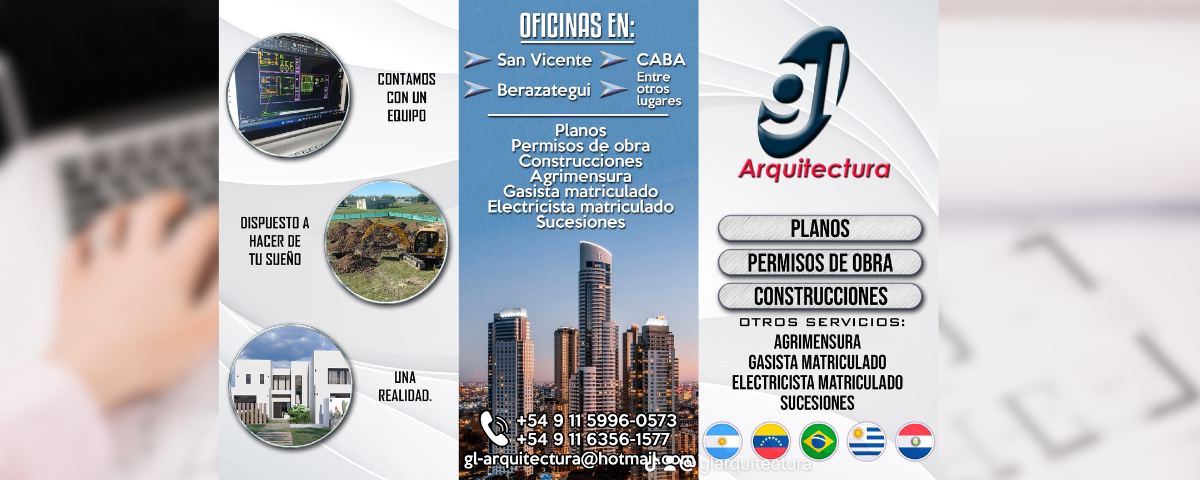 CONTAMOS
CON UN
EQUIPO
DISPUESTO A
HACER DE
TU SUEÑO
UNA
REALIDAD.
OFICINAS EN:
San Vicente
CABA
Berazategui
Entre
otros
lugares
Planos
Permisos de obra
Construcciones
Agrimensura
Gasista matriculado
Electricista matriculado
Sucesiones
+54 9 11 5996-0573
+54 9 11 6356-1577
gl-arquitectura@hotmail.com
gl
Arquitectura
PLANOS
PERMISOS DE OBRA
CONSTRUCCIONES
OTROS SERVICIOS:
AGRIMENSURA
GASISTA MATRICULADO
ELECTRICISTA MATRICULADO
SUCESIONES
@glarquitectura